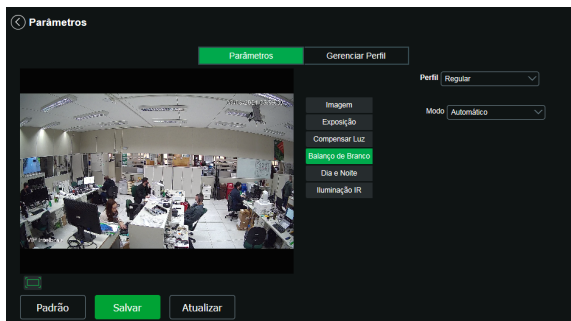 Parâmetros
Parâmetros
Gerenciar Perfil
Perfil
Regular
Modo
Automático
Imagem
Exposição
Compensar Luz
Balanço de Branco
Dia e Noite
Iluminação IR
Padrão
Salvar
Atualizar